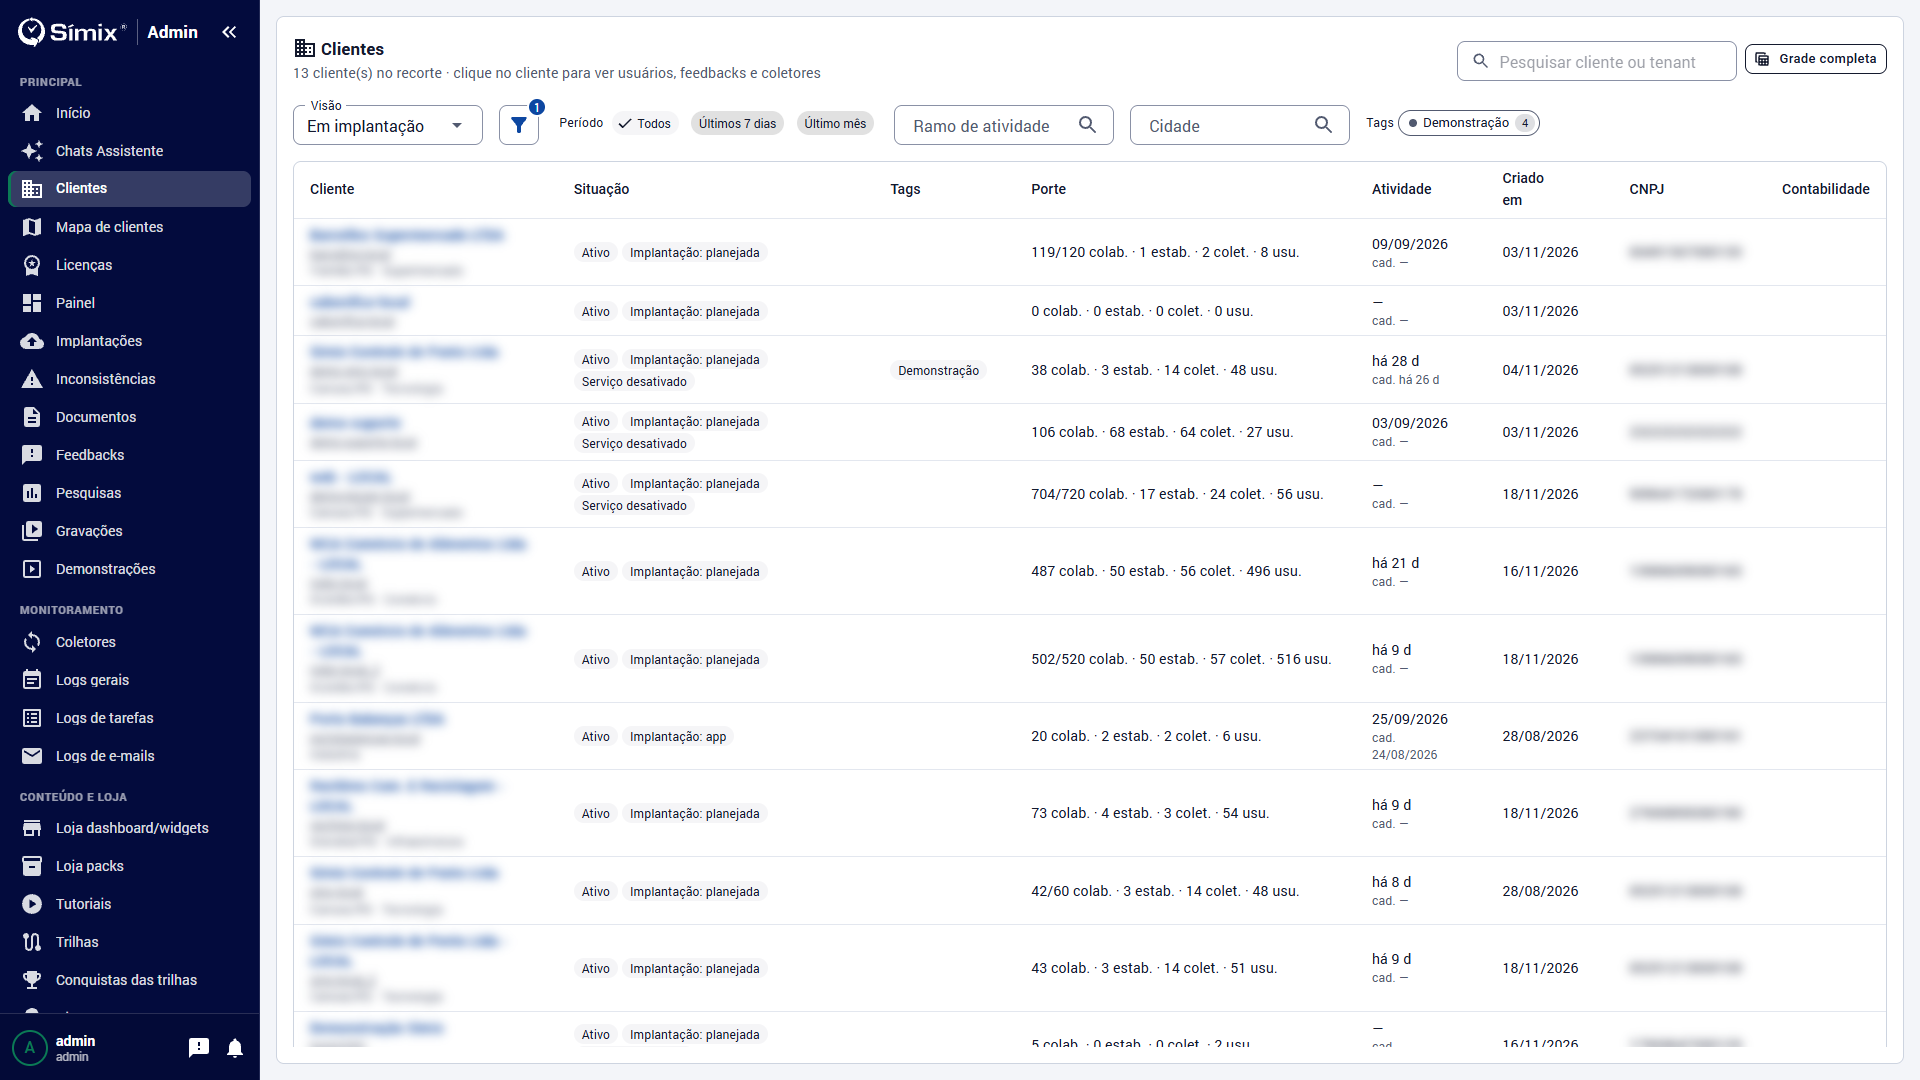 Símix® Admin
PRINCIPAL
Início
Chats Assistente
Clientes
Mapa de clientes
Licenças
Painel
Implantações
Inconsistências
Documentos
Feedbacks
Pesquisas
Gravações
Demonstrações
MONITORAMENTO
Coletores
Logs gerais
Logs de tarefas
Logs de e-mails
CONTEÚDO E LOJA
Loja dashboard/widgets
Loja packs
Tutoriais
Trilhas
Conquistas das trilhas
A admin
admin
Clientes
13 cliente(s) no recorte · clique no cliente para ver usuários, feedbacks e coletores
Pesquisar cliente ou tenant Grade completa
Visão
Em implantação 1 Período Todos Últimos 7 dias Último mês Ramo de atividade Cidade Tags Demonstração 4
Cliente Situação Tags Porte Atividade Criado em CNPJ Contabilidade
Ativo Implantação: planejada 119/120 colab. · 1 estab. · 2 colet. · 8 usu. 09/09/2026 03/11/2026
cad. —
Ativo Implantação: planejada 0 colab. · 0 estab. · 0 colet. · 0 usu. — 03/11/2026
cad. —
Ativo Implantação: planejada Demonstração 38 colab. · 3 estab. · 14 colet. · 48 usu. há 28 d 04/11/2026
Serviço desativado cad. há 26 d
Ativo Implantação: planejada 106 colab. · 68 estab. · 64 colet. · 27 usu. 03/09/2026 03/11/2026
Serviço desativado cad. —
Ativo Implantação: planejada 704/720 colab. · 17 estab. · 24 colet. · 56 usu. — 18/11/2026
Serviço desativado cad. —
Ativo Implantação: planejada 487 colab. · 50 estab. · 56 colet. · 496 usu. há 21 d 16/11/2026
cad. —
Ativo Implantação: planejada 502/520 colab. · 50 estab. · 57 colet. · 516 usu. há 9 d 18/11/2026
cad. —
Ativo Implantação: app 20 colab. · 2 estab. · 2 colet. · 6 usu. 25/09/2026 28/08/2026
cad.
24/08/2026
Ativo Implantação: planejada 73 colab. · 4 estab. · 3 colet. · 54 usu. há 9 d 18/11/2026
cad. —
Ativo Implantação: planejada 42/60 colab. · 3 estab. · 14 colet. · 48 usu. há 8 d 28/08/2026
cad. —
Ativo Implantação: planejada 43 colab. · 3 estab. · 14 colet. · 51 usu. há 9 d 18/11/2026
cad. —
Ativo Implantação: planejada 5 colab. · 0 estab. · 0 colet. · 2 usu. — 16/11/2026
cad.